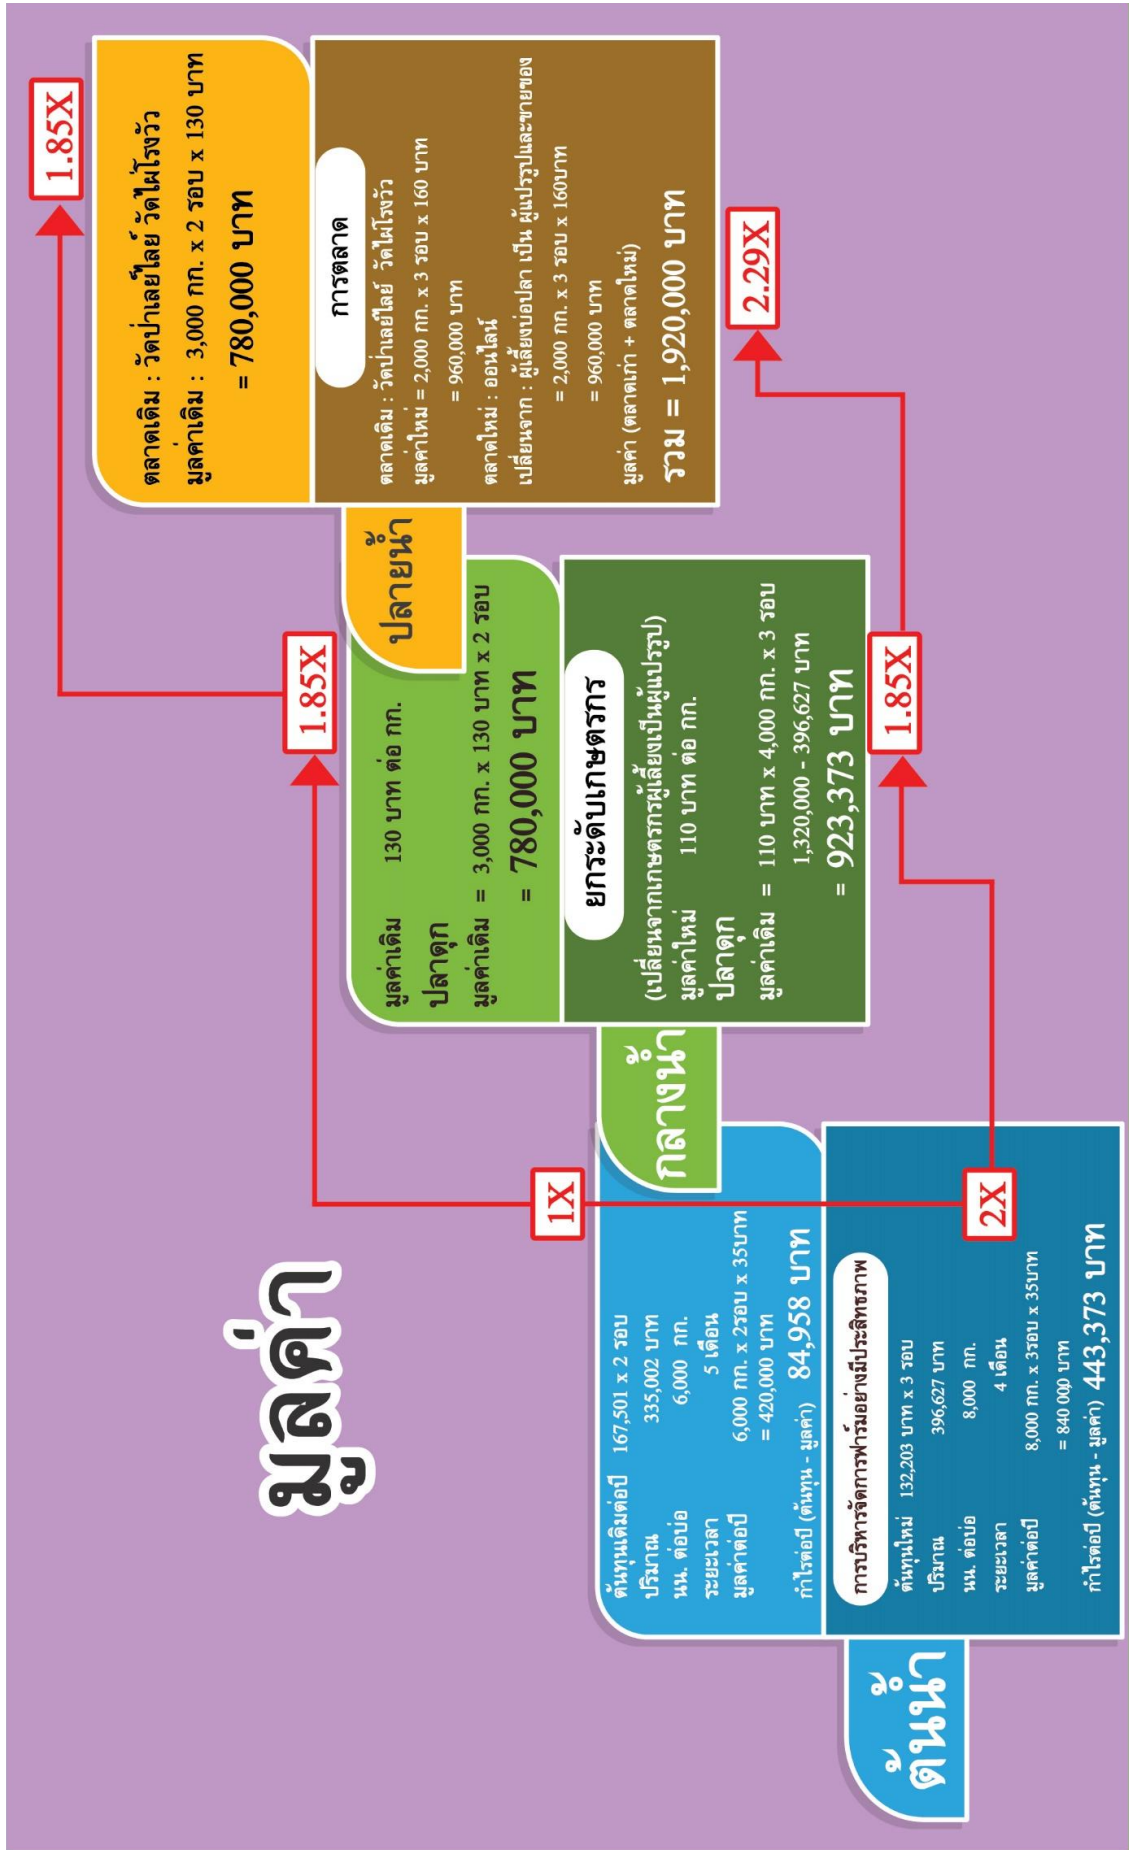 มูลค่า
ต้นน้ำ
1X
ต้นทุนเดิมต่อปี 167,501 x 2 รอบ
ปริมาณ 335,002 บาท
นน. ต่อบ่อ 6,000 กก.
ระยะเวลา 5 เดือน
มูลค่าต่อปี 6,000 กก. x 2รอบ x 35บาท
= 420,000 บาท
กำไรต่อปี (ต้นทุน - มูลค่า) 84,958 บาท
การบริหารจัดการฟาร์มอย่างมีประสิทธภาพ
2X
ต้นทุนใหม่ 132,203 บาท x 3 รอบ
ปริมาณ 396,627 บาท
นน. ต่อบ่อ 8,000 กก.
ระยะเวลา 4 เดือน
มูลค่าต่อปี 8,000 กก. x 3รอบ x 35บาท
= 840 000 บาท
กำไรต่อปี (ต้นทุน - มูลค่า) 443,373 บาท
กลางน้ำ
1.85X
มูลค่าเดิม 130 บาท ต่อ กก.
ปลาดุก
มูลค่าเดิม = 3,000 กก. x 130 บาท x 2 รอบ
= 780,000 บาท
ยกระดับเกษตรกร
(เปลี่ยนจากเกษตรกรผู้เลี้ยงเป็นผู้แปรรูป)
มูลค่าใหม่ 110 บาท ต่อ กก.
ปลาดุก
มูลค่าเดิม = 110 บาท x 4,000 กก. x 3 รอบ
1,320,000 - 396,627 บาท
= 923,373 บาท
1.85X
ปลายน้ำ
1.85X
ตลาดเดิม : วัดป่าเลย์ไลย์ วัดไผ่โรงวัว
มูลค่าเดิม : 3,000 กก. x 2 รอบ x 130 บาท
= 780,000 บาท
การตลาด
ตลาดเดิม : วัดป่าเลย์ไลย์ วัดไผ่โรงวัว
มูลค่าใหม่ = 2,000 กก. x 3 รอบ x 160 บาท
= 960,000 บาท
ตลาดใหม่ : ออนไลน์
เปลี่ยนจาก : ผู้เลี้ยงบ่อปลา เป็น ผู้แปรรูปและขายของ
= 2,000 กก. x 3 รอบ x 160บาท
= 960,000 บาท
มูลค่า (ตลาดเก่า + ตลาดใหม่)
รวม = 1,920,000 บาท
2.29X